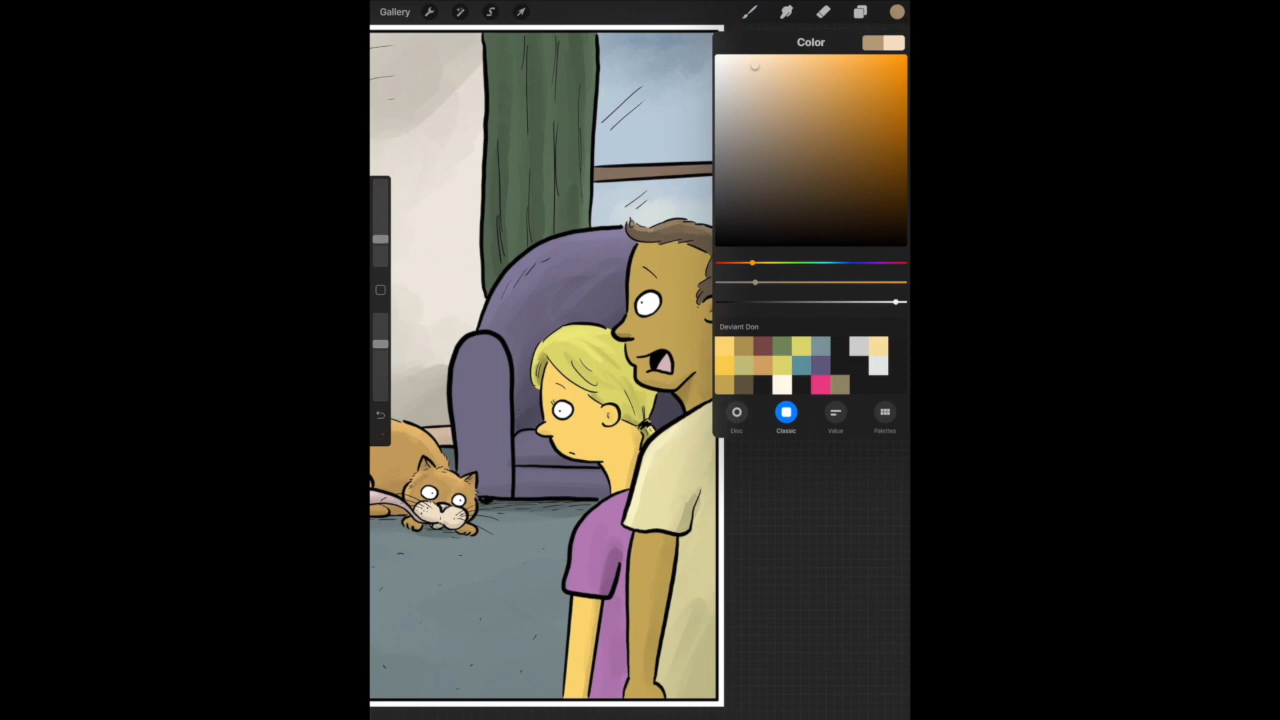 Gallery
Color
Deviant Don
Disc
Classic
Value
Palettes